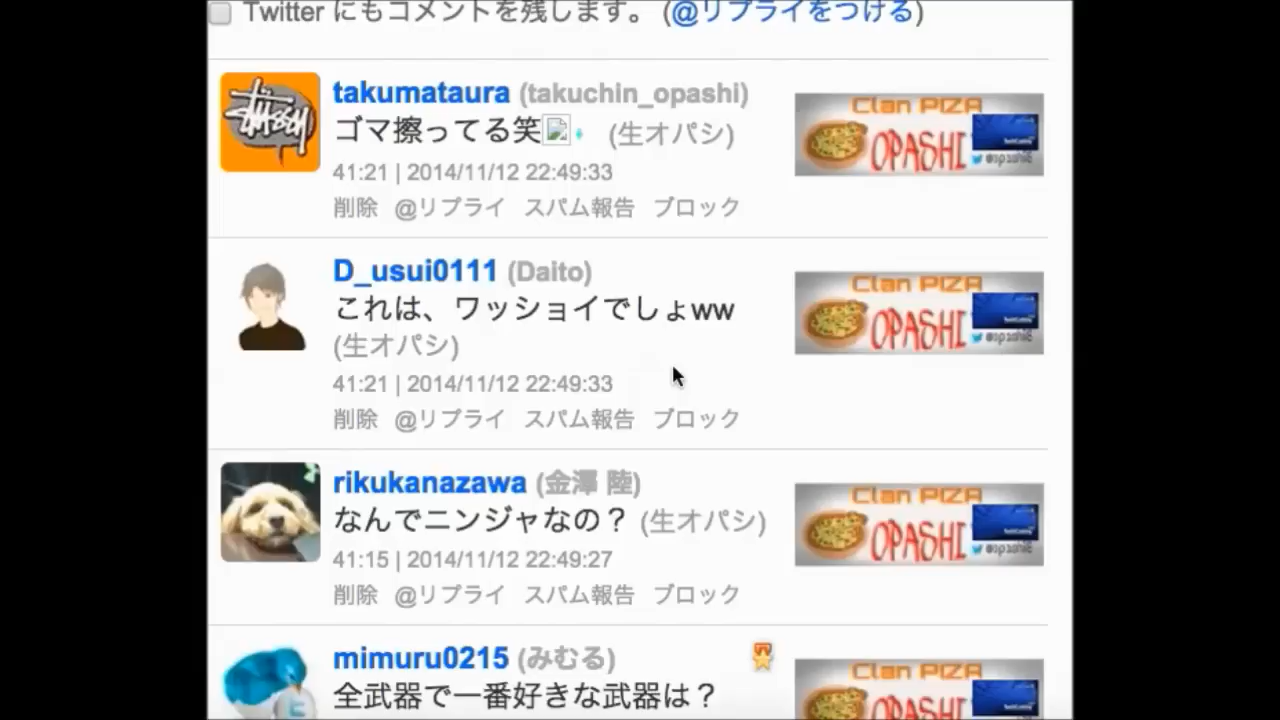 Twitter にもコメントを残します。 (@リプライをつける)
takumataura (takuchin_opashi)
ゴマ擦ってる笑 (生オパシ)
41:21 | 2014/11/12 22:49:33
削除 @リプライ スパム報告 ブロック
Clan PIZA
OPASHI
D_usui0111 (Daito)
これは、ワッショイでしょww
(生オパシ)
41:21 | 2014/11/12 22:49:33
削除 @リプライ スパム報告 ブロック
Clan PIZA
OPASHI
rikukanazawa (金澤 陸)
なんでニンジャなの？ (生オパシ)
41:15 | 2014/11/12 22:49:27
削除 @リプライ スパム報告 ブロック
Clan PIZA
OPASHI
mimuru0215 (みむる)
全武器で一番好きな武器は？
Clan PIZA
OPASHI